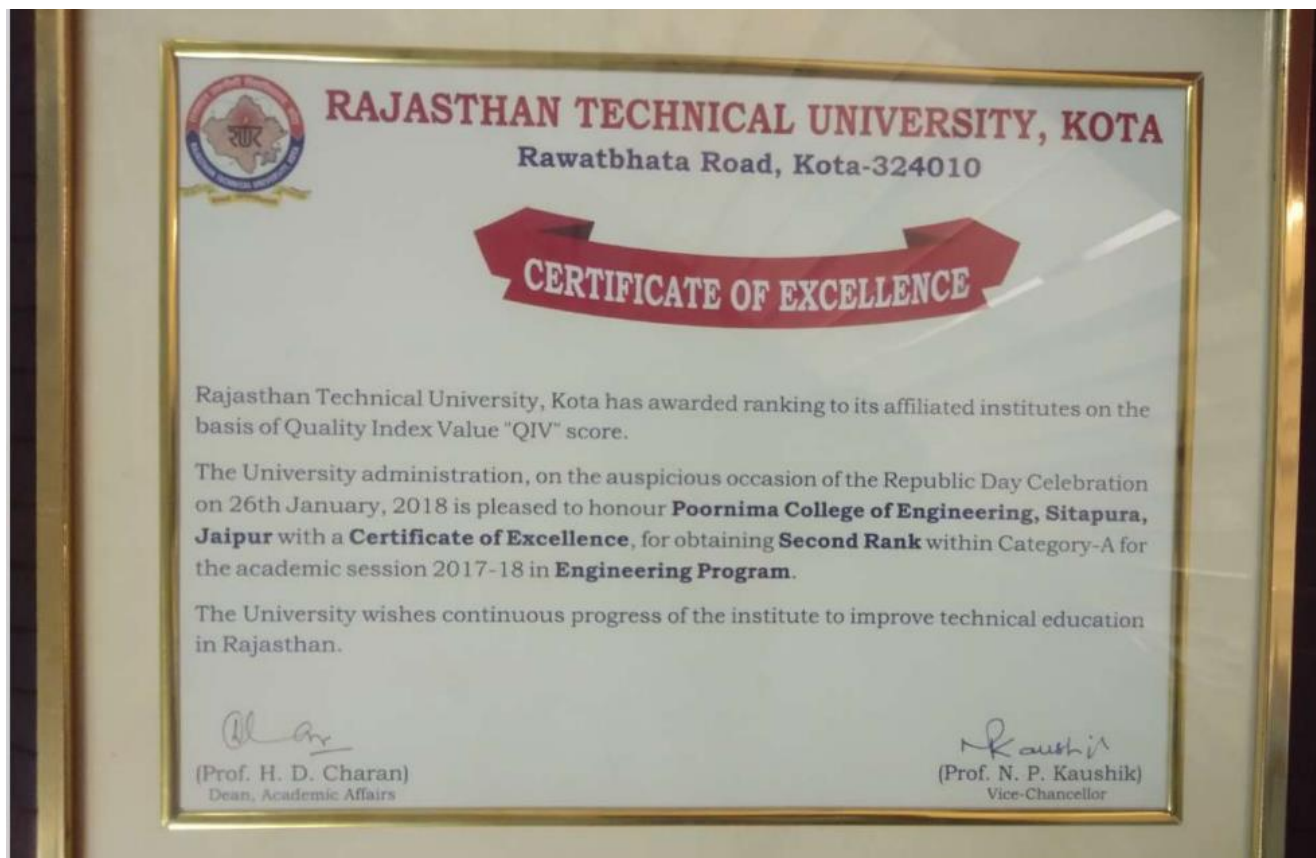 RAJASTHAN TECHNICAL UNIVERSITY, KOTA
Rawatbhata Road, Kota-324010
CERTIFICATE OF EXCELLENCE
Rajasthan Technical University, Kota has awarded ranking to its affiliated institutes on the
basis of Quality Index Value "QIV" score.
The University administration, on the auspicious occasion of the Republic Day Celebration
on 26th January, 2018 is pleased to honour Poornima College of Engineering, Sitapura,
Jaipur with a Certificate of Excellence, for obtaining Second Rank within Category-A for
the academic session 2017-18 in Engineering Program.
The University wishes continuous progress of the institute to improve technical education
in Rajasthan.
(Prof. H. D. Charan)
Dean, Academic Affairs
NPKaushik
(Prof. N. P. Kaushik)
Vice-Chancellor